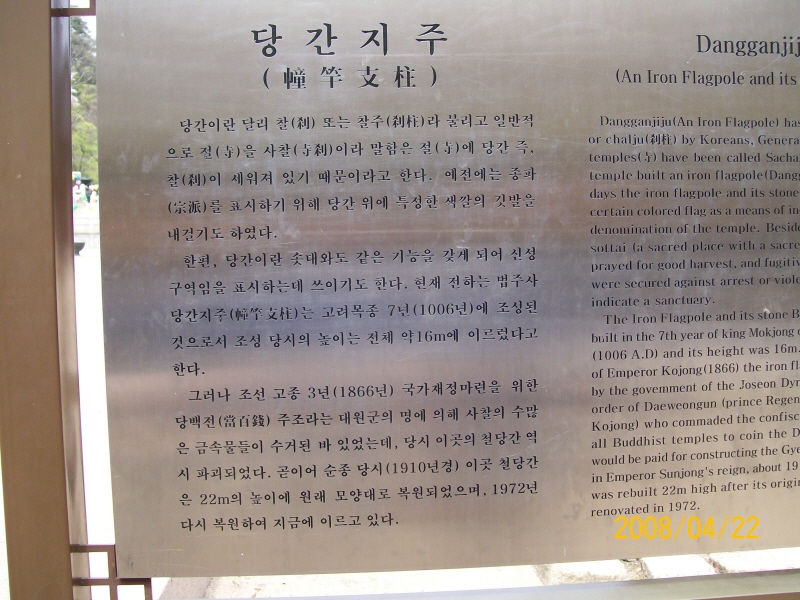 당 간 지 주
( 幢 竿 支 柱 )
당간이란 달리 찰(刹) 또는 찰주(刹柱)라 불리고 일반적
으로 절(寺)을 사찰(寺刹)이라 말함은 절(寺)에 당간 즉,
찰(刹)이 세워져 있기 때문이라고 한다. 예전에는 종파
(宗派)를 표시하기 위해 당간 위에 특정한 색깔의 깃발을
내걸기도 하였다.
한편, 당간이란 솟대와도 같은 기능을 갖게 되어 신성
구역임을 표시하는데 쓰이기도 한다. 현재 전하는 법주사
당간지주(幢竿支柱)는 고려목종 7년(1006년)에 조성된
것으로서 조성 당시의 높이는 전체 약16m에 이르렀다고
한다.
그러나 조선 고종 3년(1866년) 국가재정마련을 위한
당백전(當百錢) 주조라는 대원군의 명에 의해 사찰의 수많
은 금속물들이 수거된 바 있었는데, 당시 이곳의 철당간 역
시 파괴되었다. 곧이어 순종 당시(1910년경) 이곳 철당간
은 22m의 높이에 원래 모양대로 복원되었으며, 1972년
다시 복원하여 지금에 이르고 있다.
Dangganjij
(An Iron Flagpole and its
Dangganjiju(An Iron Flagpole) has
or chalju(刹柱) by Koreans, Genera
temples(寺) have been called Sacha
temple built an iron flagpole(Dangg
days the iron flagpole and its stone
certain colored flag as a means of in
denomination of the temple. Beside
sottai (a sacred place with a sacre
prayed for good harvest, and fugitiv
were secured against arrest or viole
indicate a sanctuary.
The Iron Flagpole and its stone B
built in the 7th year of king Mokjong
(1006 A.D) and its height was 16m.
of Emperor Kojong(1866) the iron fl
by the govemment of the Joseon Dyn
order of Daeweongun (prince Regen
Kojong) who commaded the confisc
all Buddhist temples to coin the D
would be paid for constructing the Gye
in Emperor Sunjong's reign, about 19
was rebuilt 22m high after its origin
renovated in 1972.
2008/04/22